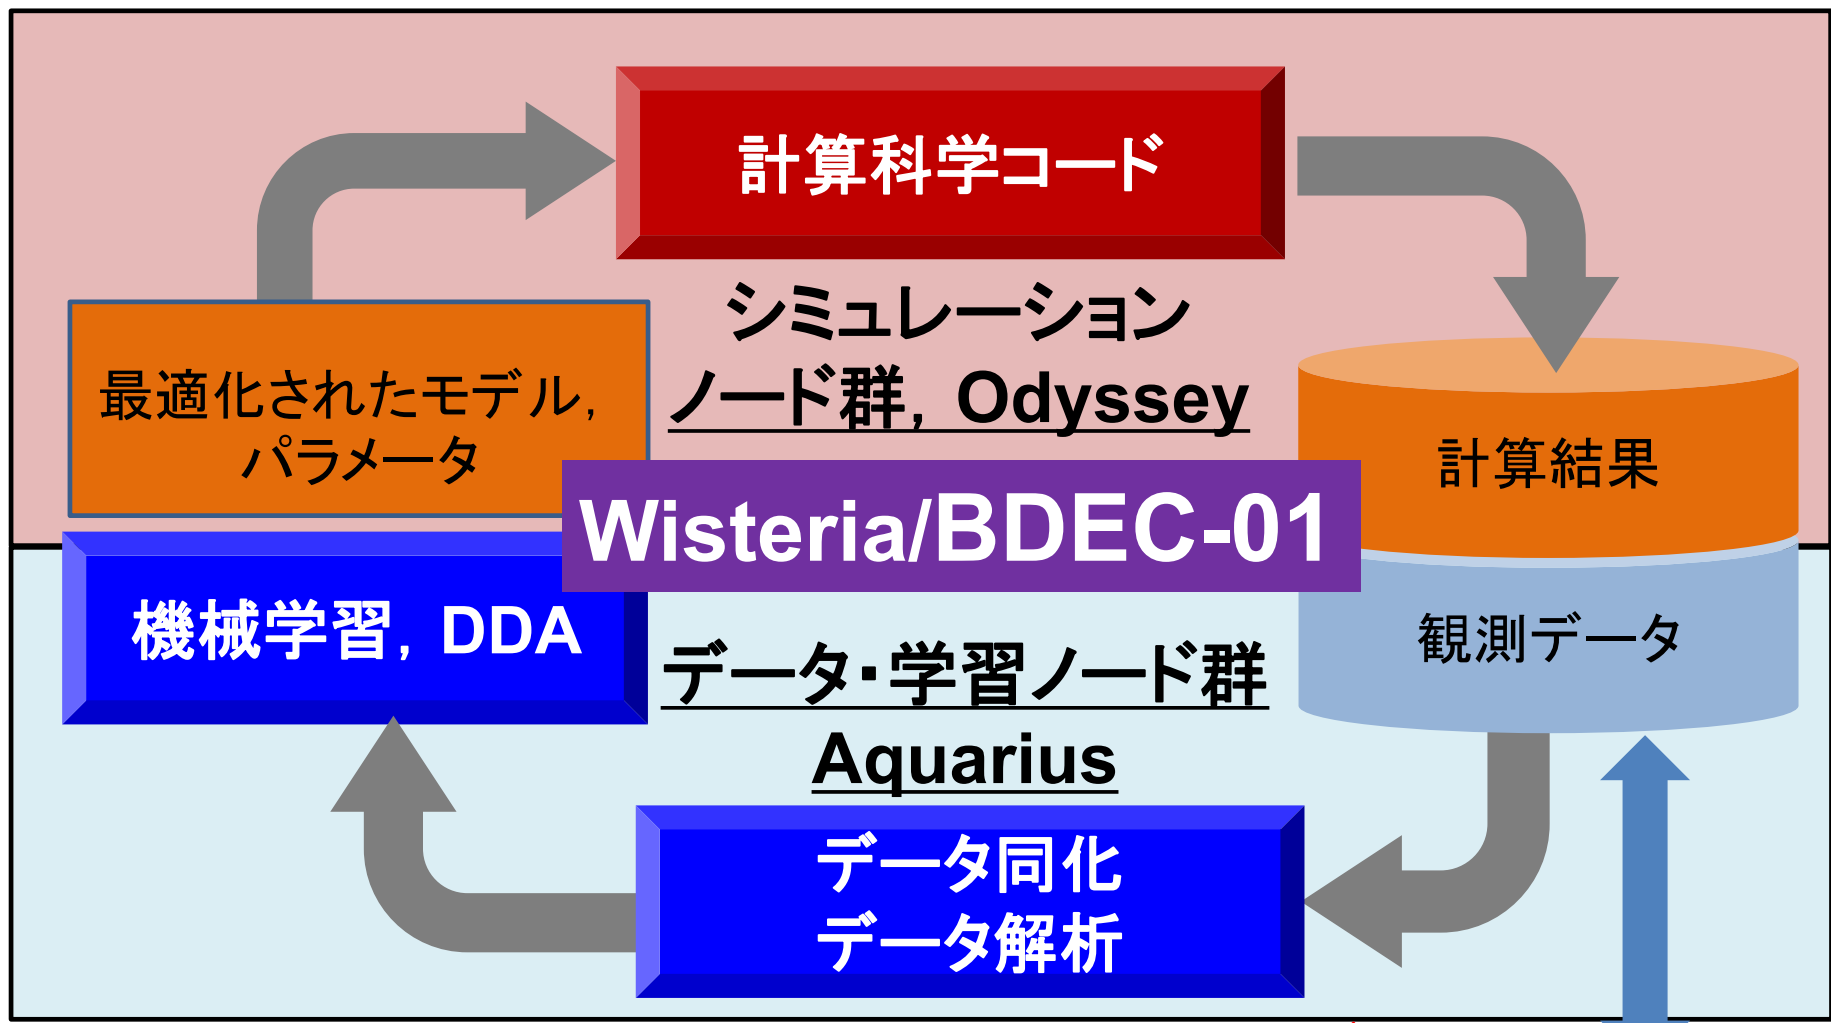 計算科学コード
シミュレーション
ノード群, Odyssey
最適化されたモデル,
パラメータ
計算結果
Wisteria/BDEC-01
機械学習, DDA
観測データ
データ・学習ノード群
Aquarius
データ同化
データ解析